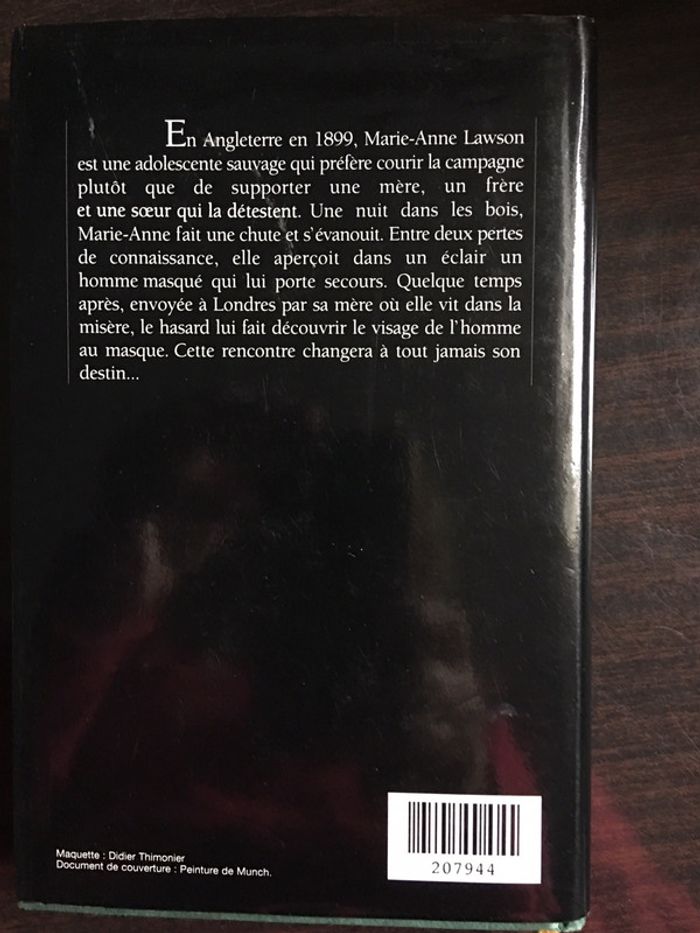 En Angleterre en 1899, Marie-Anne Lawson
est une adolescente sauvage qui préfère courir la campagne
plutôt que de supporter une mère, un frère
et une sœur qui la détestent. Une nuit dans les bois,
Marie-Anne fait une chute et s'évanouit. Entre deux pertes
de connaissance, elle aperçoit dans un éclair un
homme masqué qui lui porte secours. Quelque temps
après, envoyée à Londres par sa mère où elle vit dans la
misère, le hasard lui fait découvrir le visage de l'homme
au masque. Cette rencontre changera à tout jamais son
destin...
Maquette : Didier Thimonier
Document de couverture : Peinture de Munch.
207944